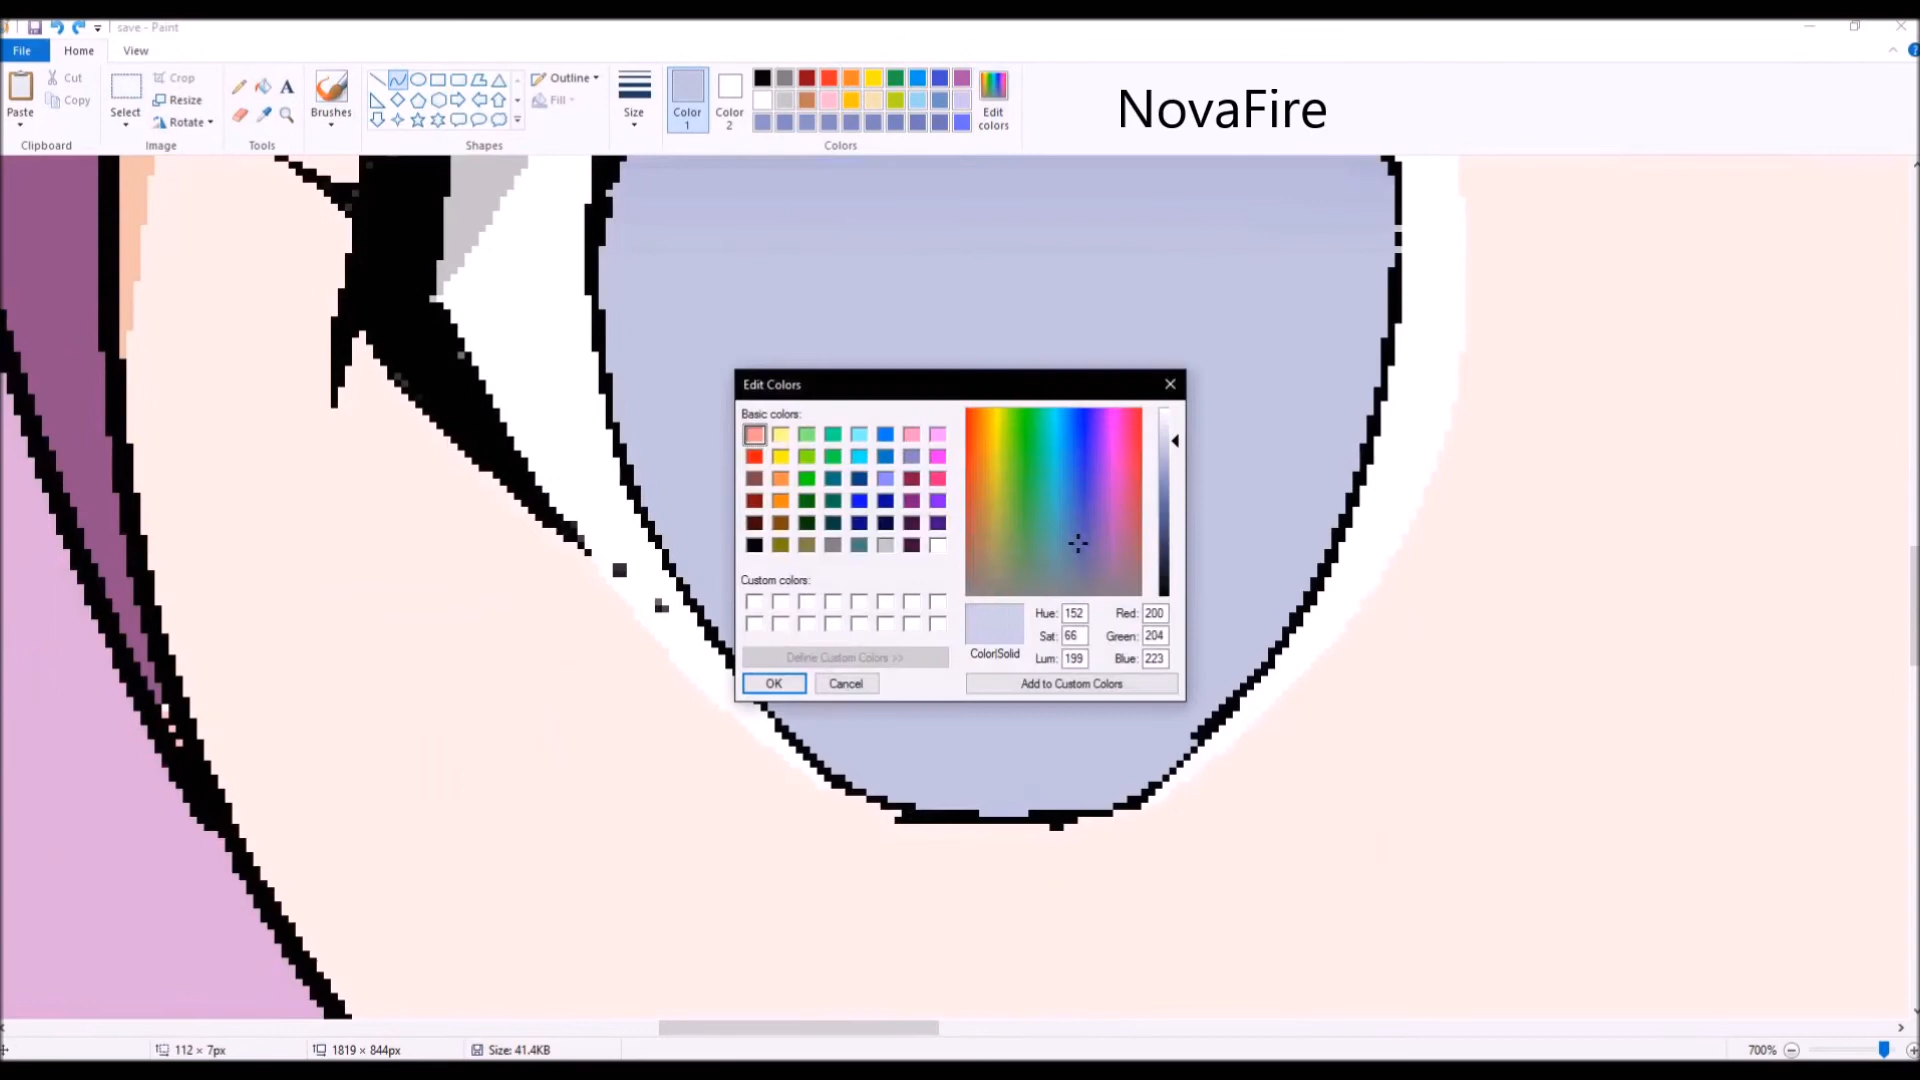 save - Paint
File Home View
Paste
Cut
Copy
Clipboard
Select
Crop
Resize
Rotate
Image
A
Tools
Brushes
Shapes
Outline
Fill
Size
Color 1
Color 2
Edit colors
Colors
NovaFire
Edit Colors
Basic colors:
Custom colors:
Define Custom Colors >>
OK Cancel
Color|Solid
Hue: 152 Red: 200
Sat: 66 Green: 204
Lum: 199 Blue: 223
Add to Custom Colors
112 × 7px 1819 × 844px Size: 41.4KB 700%